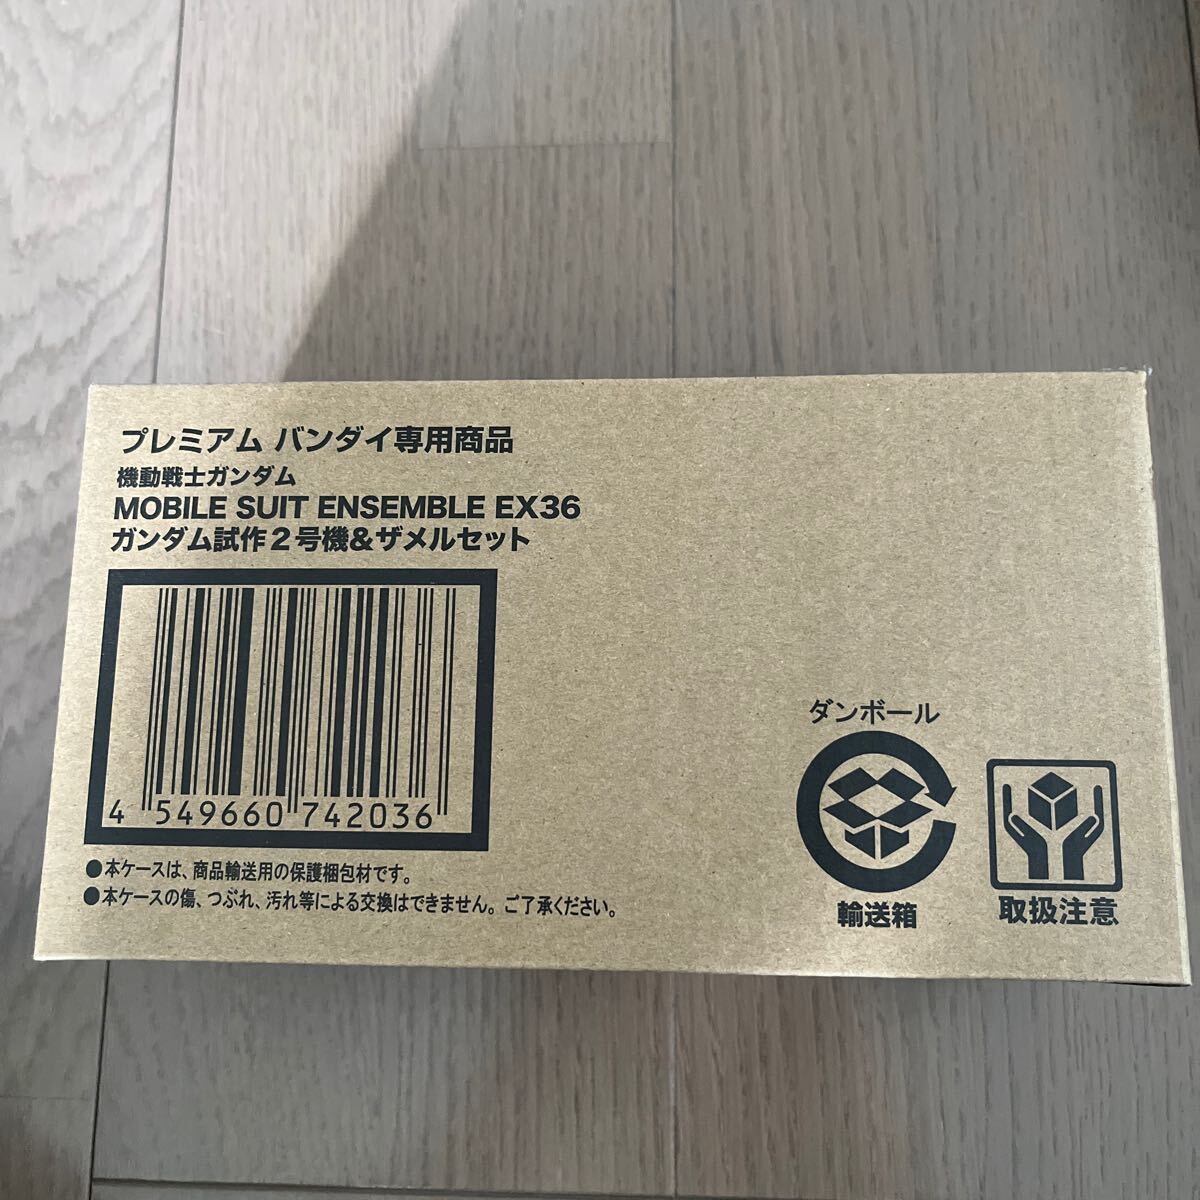 プレミアム バンダイ専用商品
機動戦士ガンダム
MOBILE SUIT ENSEMBLE EX36
ガンダム試作２号機&ザメルセット
4 549660 742036
●本ケースは、商品輸送用の保護梱包材です。
●本ケースの傷、つぶれ、汚れ等による交換はできません。ご了承ください。
ダンボール
輸送箱
取扱注意